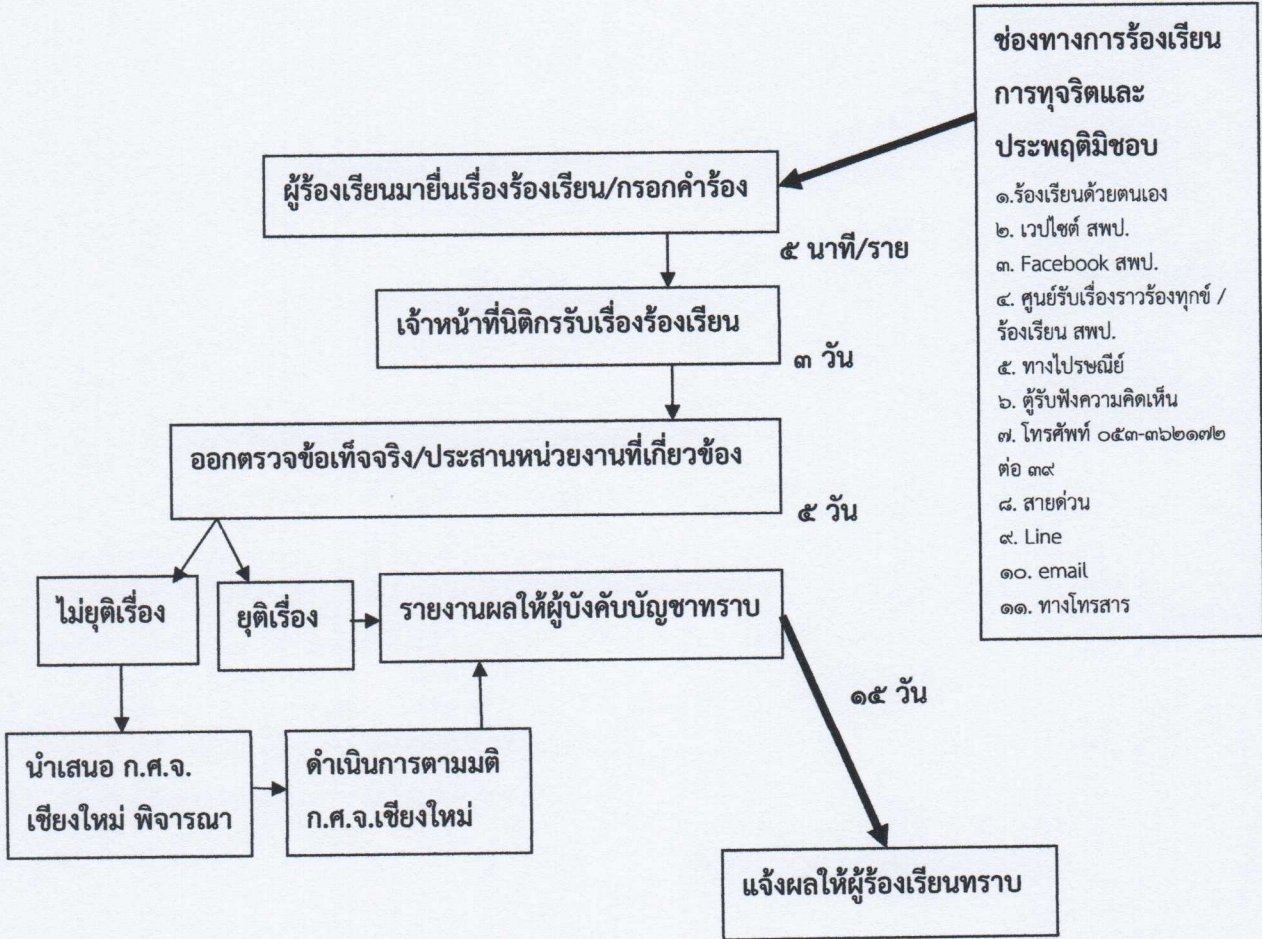 ช่องทางการร้องเรียน
การทุจริตและ
ประพฤติมิชอบ
๑.ร้องเรียนด้วยตนเอง
๒. เวปไซต์ สพป.
๓. Facebook สพป.
๔. ศูนย์รับเรื่องราวร้องทุกข์ /
ร้องเรียน สพป.
๕. ทางไปรษณีย์
๖. ตู้รับฟังความคิดเห็น
๗. โทรศัพท์ ๐๕๓-๓๖๒๑๗๒
ต่อ ๓๙
๘. สายด่วน
๙. Line
๑๐. email
๑๑. ทางโทรสาร
ผู้ร้องเรียนมายื่นเรื่องร้องเรียน/กรอกคำร้อง
๕ นาที/ราย
เจ้าหน้าที่นิติกรรับเรื่องร้องเรียน
๓ วัน
ออกตรวจข้อเท็จจริง/ประสานหน่วยงานที่เกี่ยวข้อง
๕ วัน
ไม่ยุติเรื่อง
ยุติเรื่อง
รายงานผลให้ผู้บังคับบัญชาทราบ
๑๕ วัน
นำเสนอ ก.ศ.จ.
เชียงใหม่ พิจารณา
ดำเนินการตามมติ
ก.ศ.จ.เชียงใหม่
แจ้งผลให้ผู้ร้องเรียนทราบ